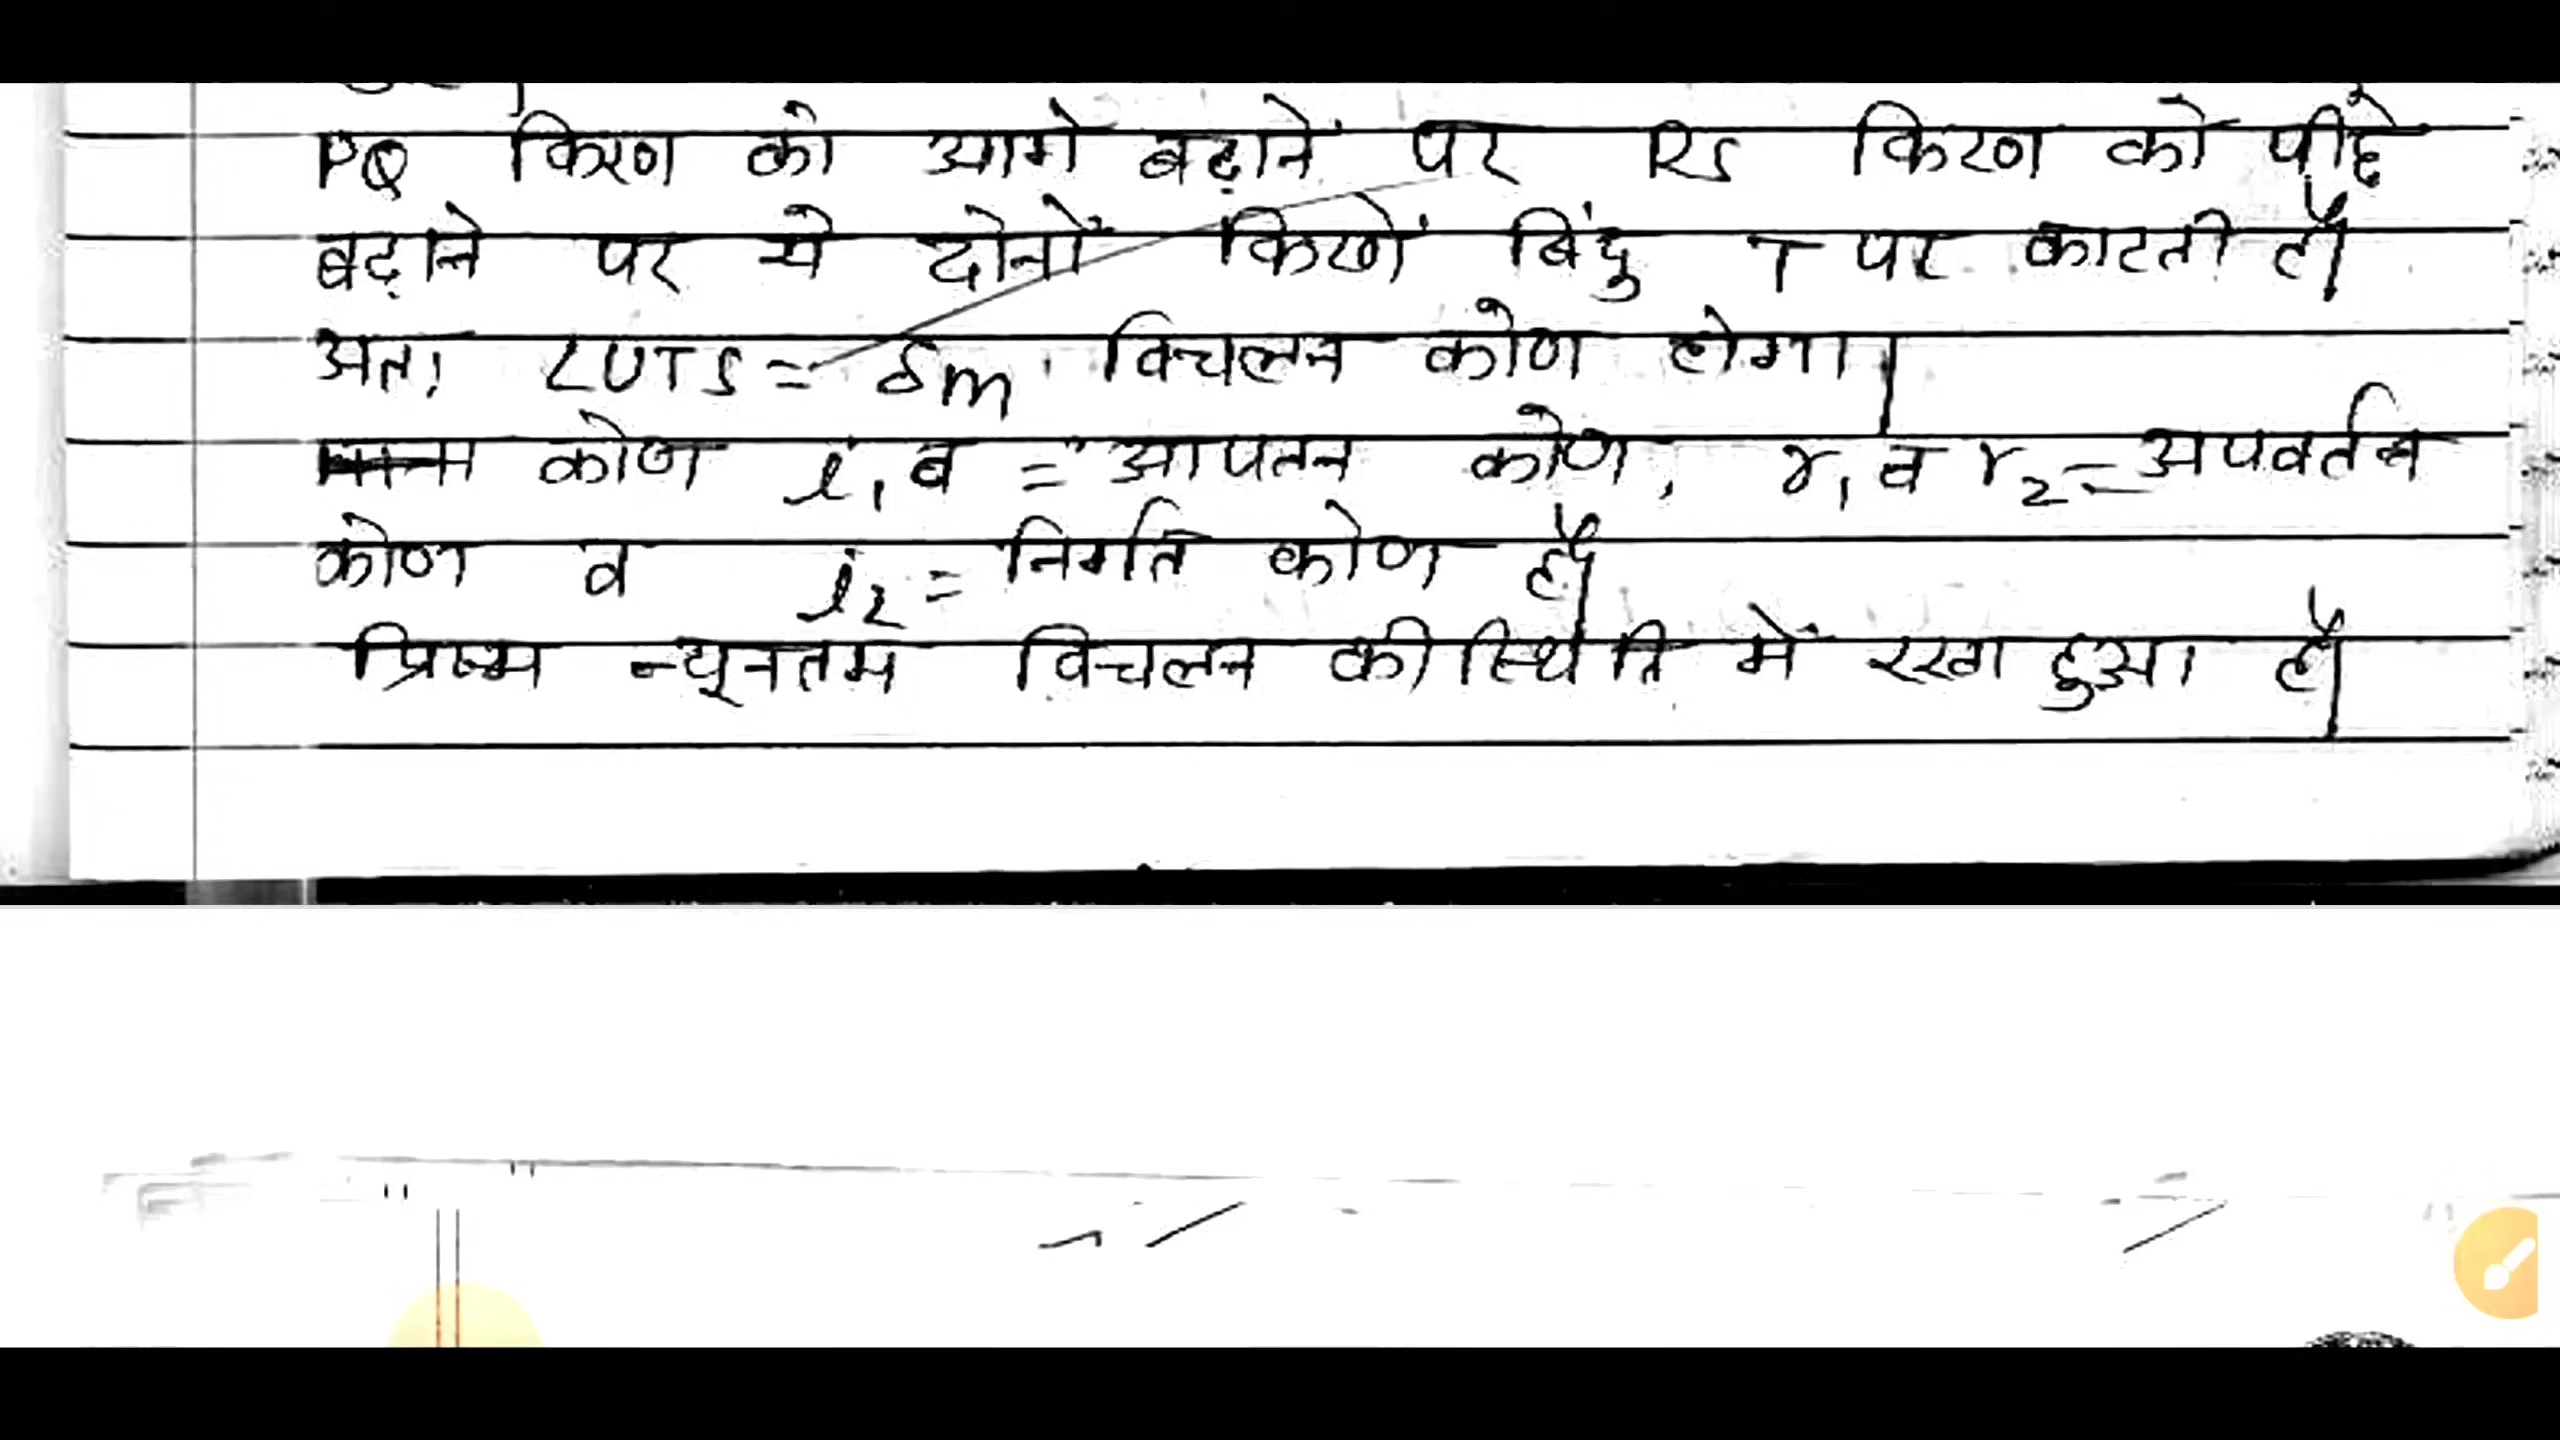 PQ किरण को आगे बढ़ाने पर RS किरण को पीछे
बढ़ाने पर ये दोनों किरणें बिंदु T पर काटती है
अतः ∠UTS = δm विचलन कोण होगा।
कोण i₁ व = आपतन कोण, r₁ व r₂ = अपवर्तन
कोण व i₂ = निर्गत कोण है
प्रिज्म न्यूनतम विचलन की स्थिति में रखा हुआ है